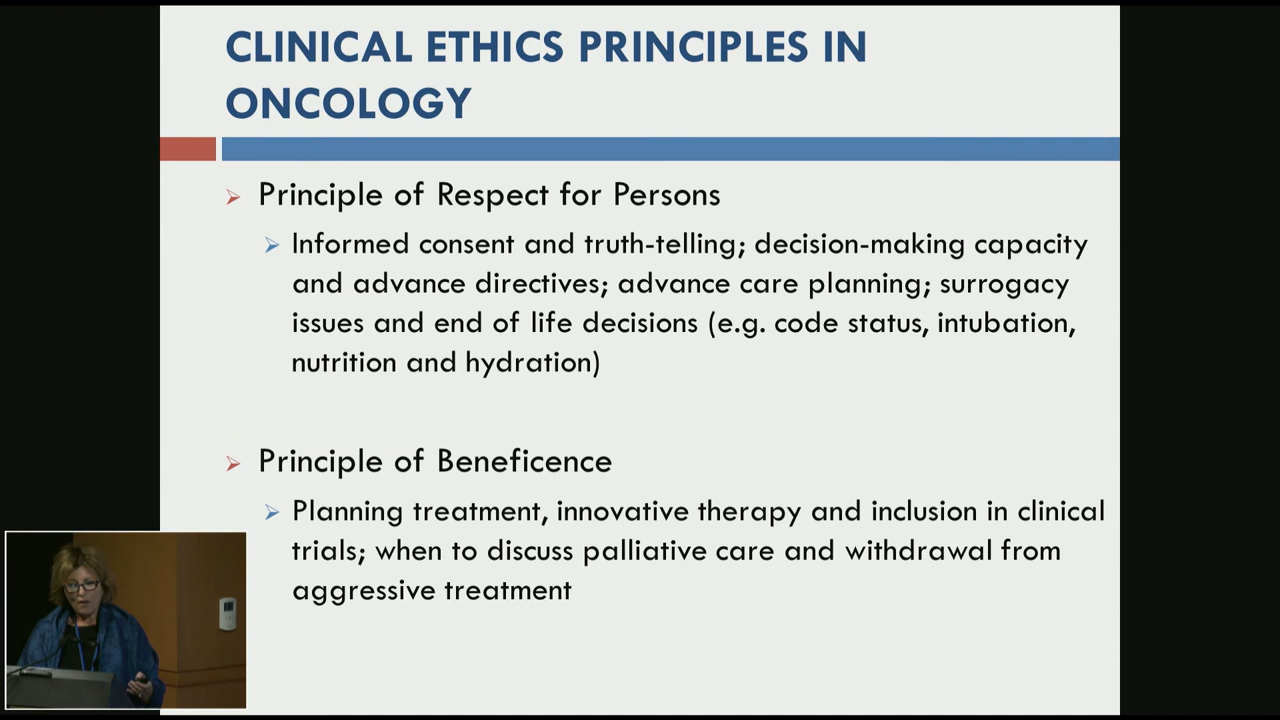 CLINICAL ETHICS PRINCIPLES IN
ONCOLOGY
Principle of Respect for Persons
Informed consent and truth-telling; decision-making capacity
and advance directives; advance care planning; surrogacy
issues and end of life decisions (e.g. code status, intubation,
nutrition and hydration)
Principle of Beneficence
Planning treatment, innovative therapy and inclusion in clinical
trials; when to discuss palliative care and withdrawal from
aggressive treatment